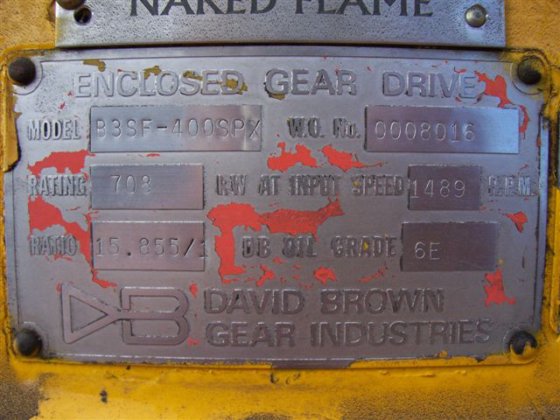 NAKED FLAME
ENCLOSED GEAR DRIVE
MODEL B3SF-400SPX W.O. No. 0008016
RATING 708 KW AT INPUT SPEED 1489 R.P.M.
RATIO 15.855/1 DB OIL GRADE 6E
DB DAVID BROWN
GEAR INDUSTRIES